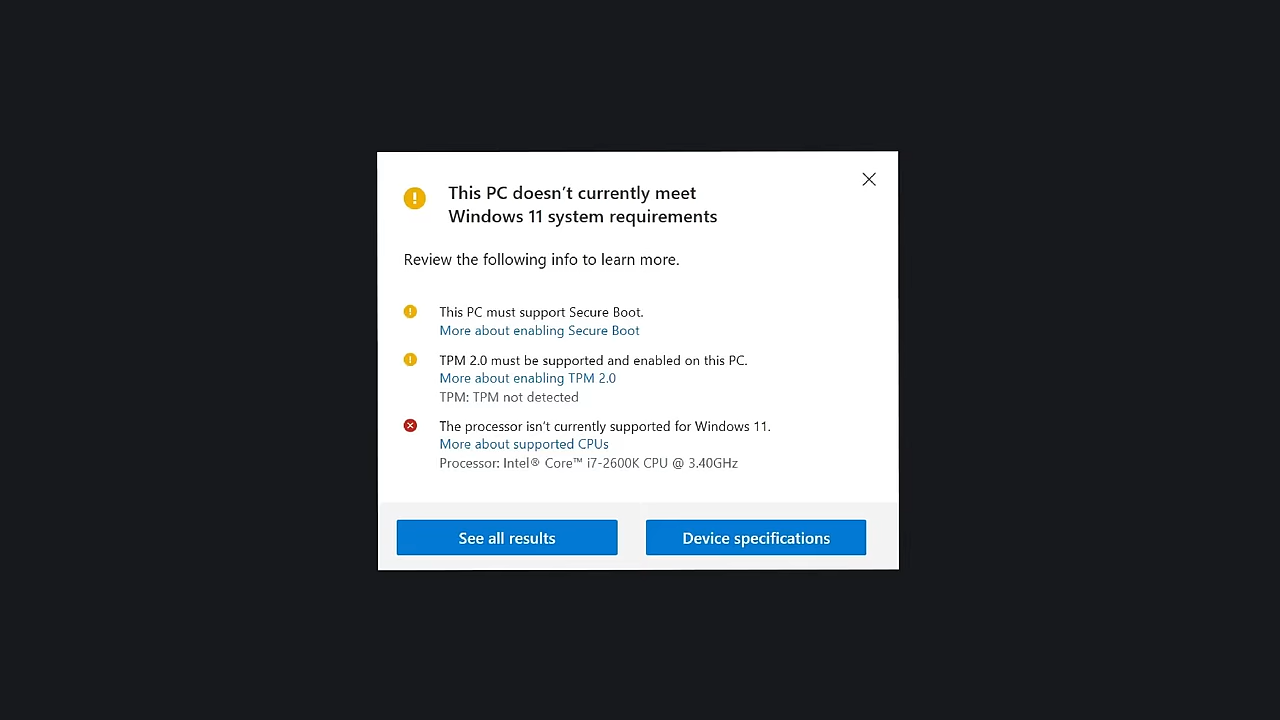 This PC doesn't currently meet
Windows 11 system requirements
Review the following info to learn more.
This PC must support Secure Boot.
More about enabling Secure Boot
TPM 2.0 must be supported and enabled on this PC.
More about enabling TPM 2.0
TPM: TPM not detected
The processor isn't currently supported for Windows 11.
More about supported CPUs
Processor: Intel® Core™ i7-2600K CPU @ 3.40GHz
See all results
Device specifications